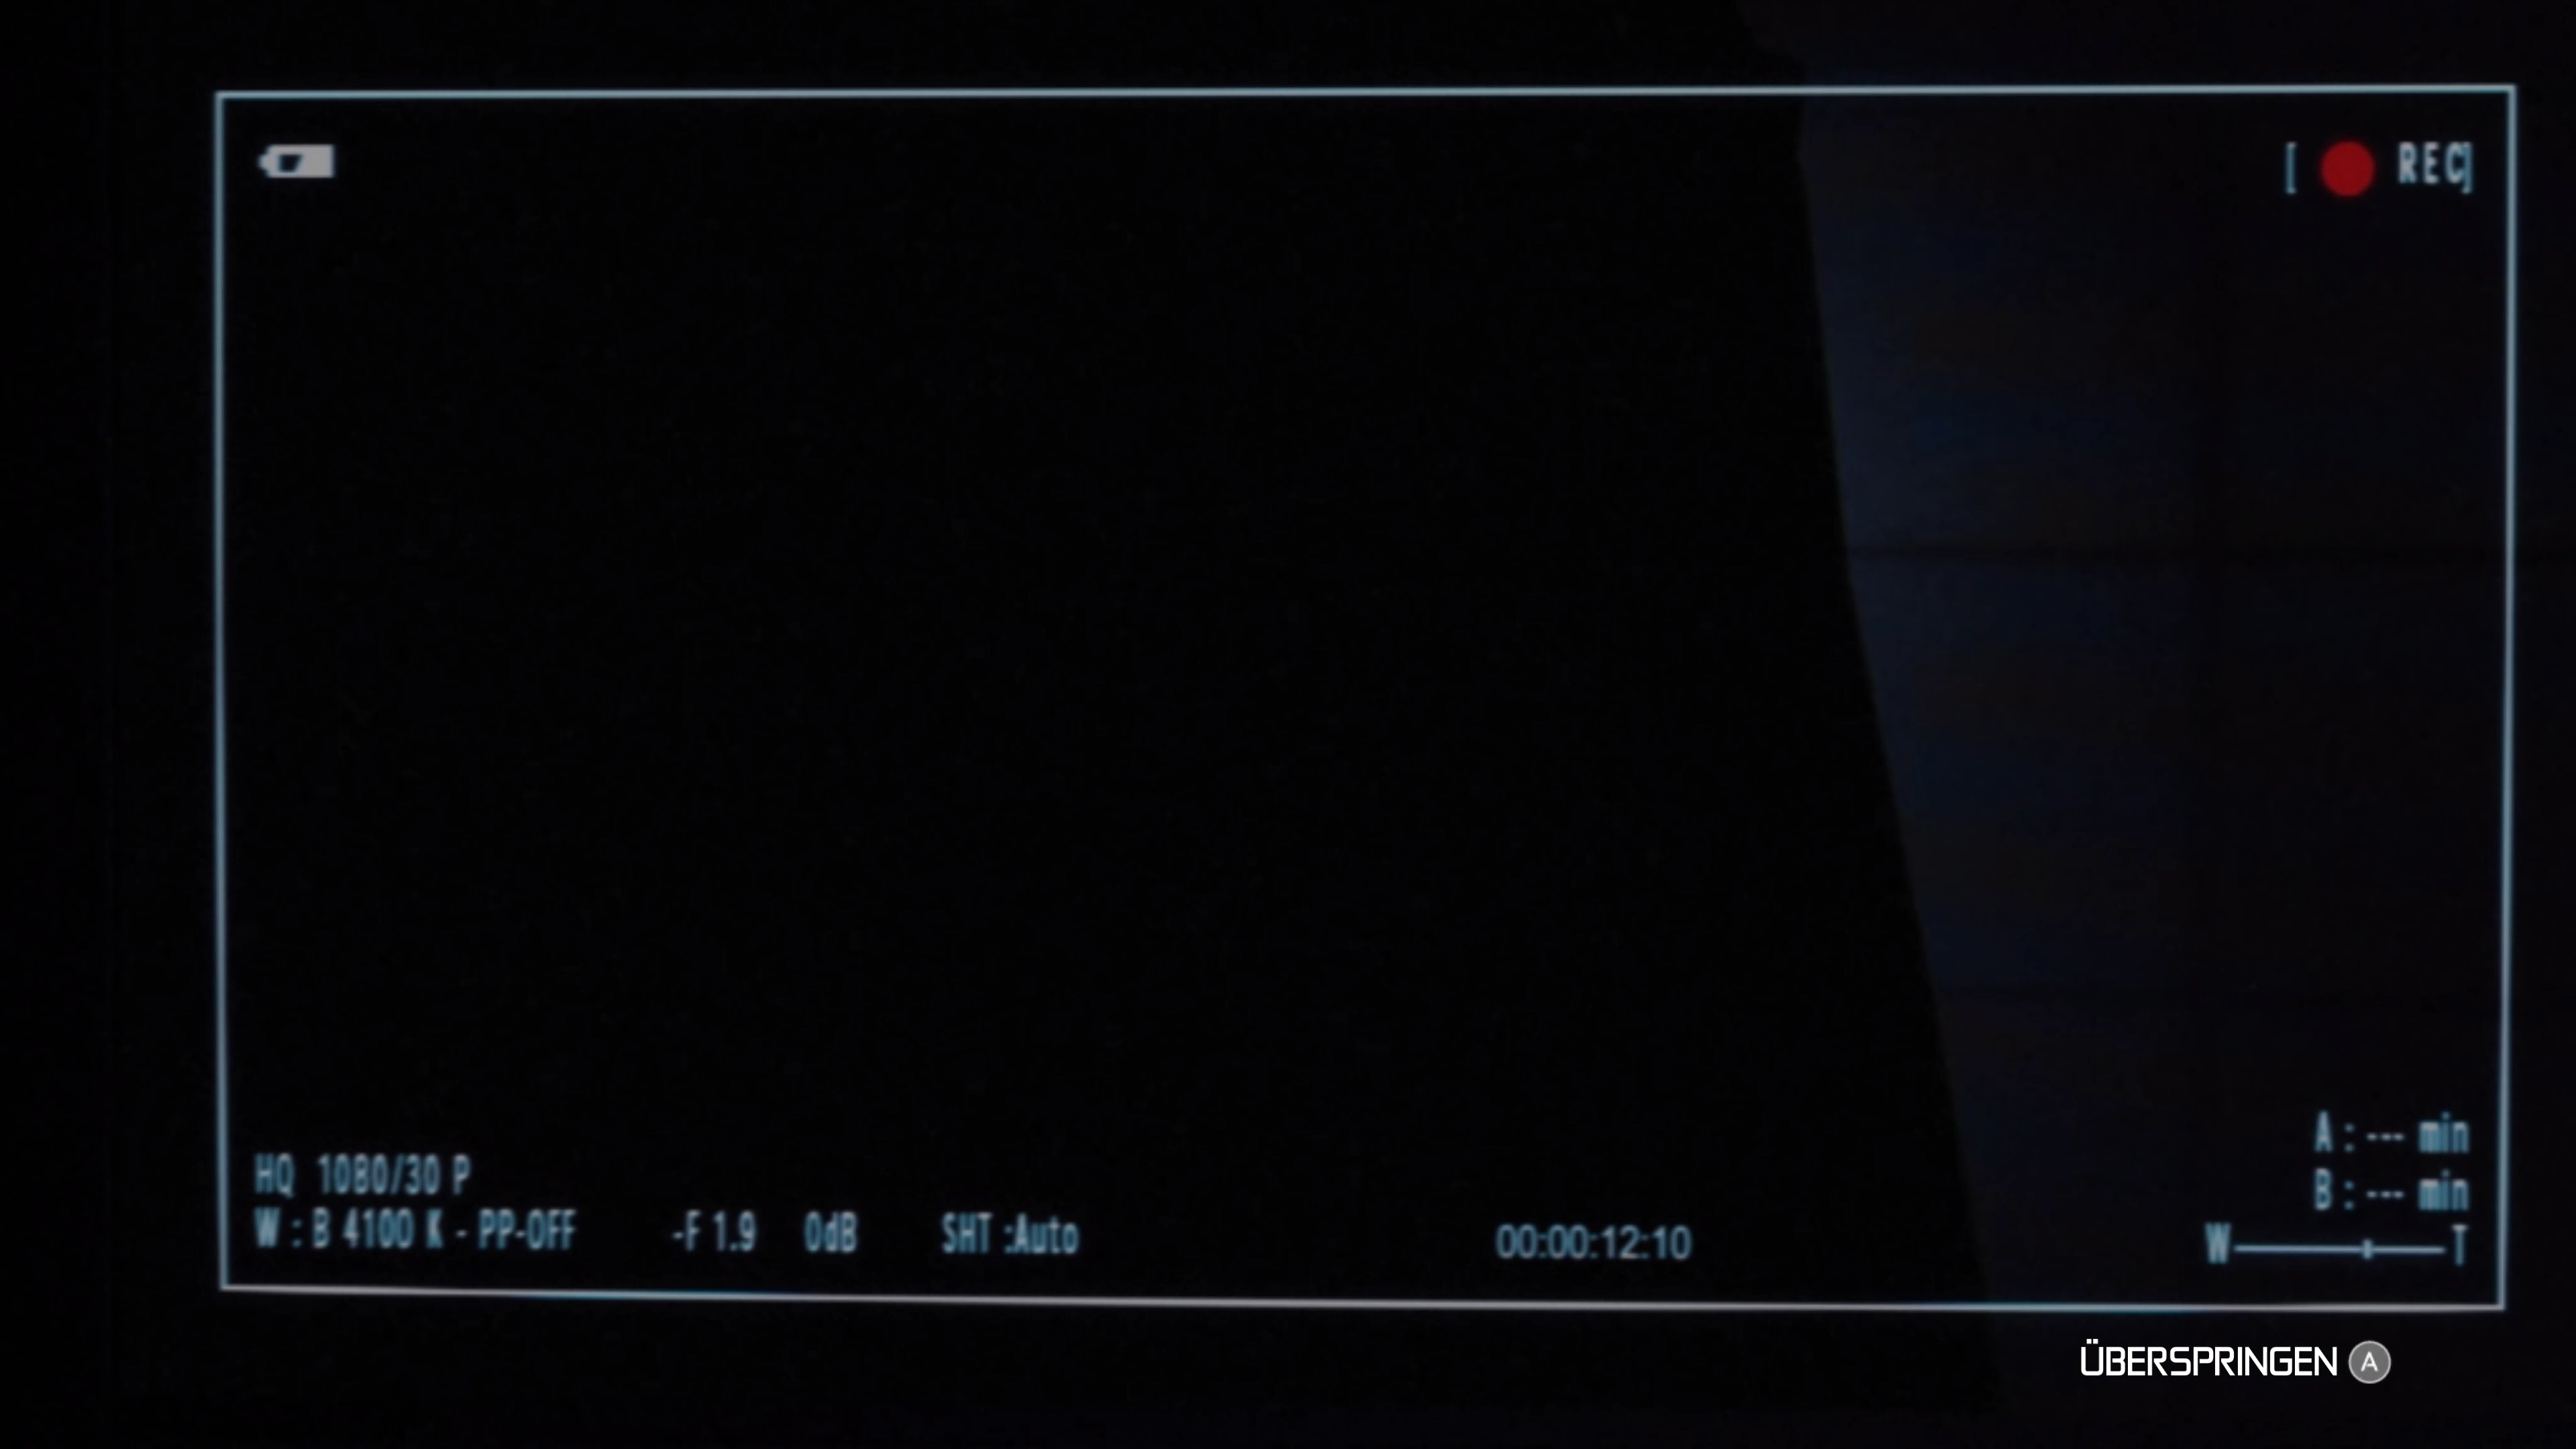 [ REC]
HQ 1080/30 P
W : B 4100 K - PP-OFF -F 1.9 0dB SHT :Auto
00:00:12:10
A : --- min
B : --- min
W T
ÜBERSPRINGEN A